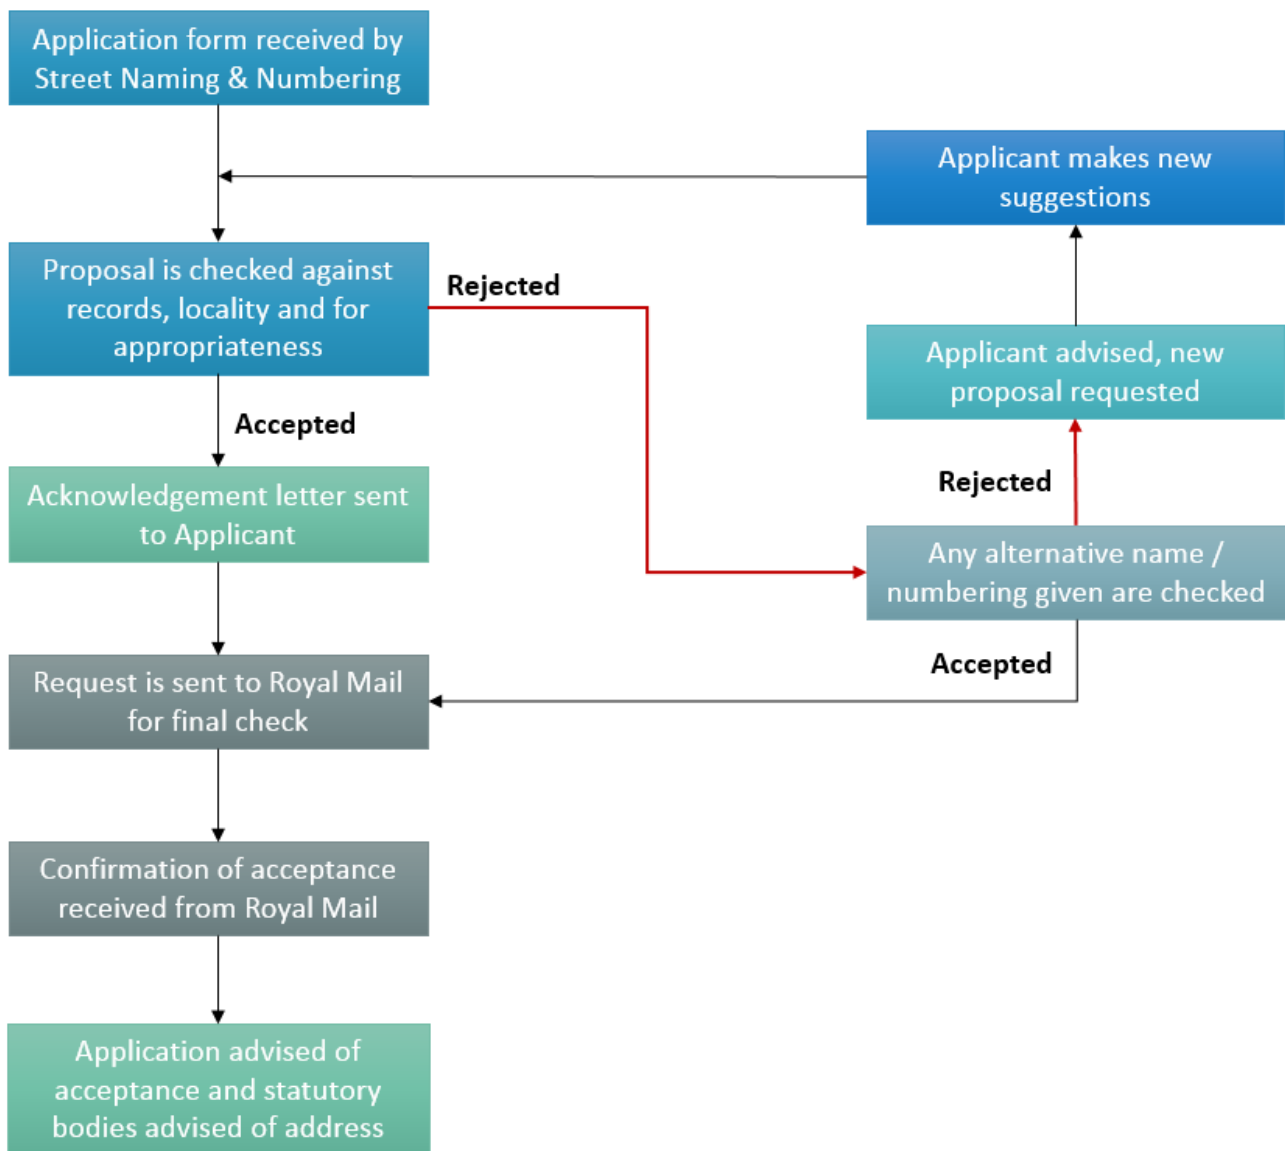 Application form received by
Street Naming & Numbering
Applicant makes new
suggestions
Proposal is checked against
records, locality and for
appropriateness
Rejected
Applicant advised, new
proposal requested
Accepted
Acknowledgement letter sent
to Applicant
Rejected
Any alternative name /
numbering given are checked
Accepted
Request is sent to Royal Mail
for final check
Confirmation of acceptance
received from Royal Mail
Application advised of
acceptance and statutory
bodies advised of address